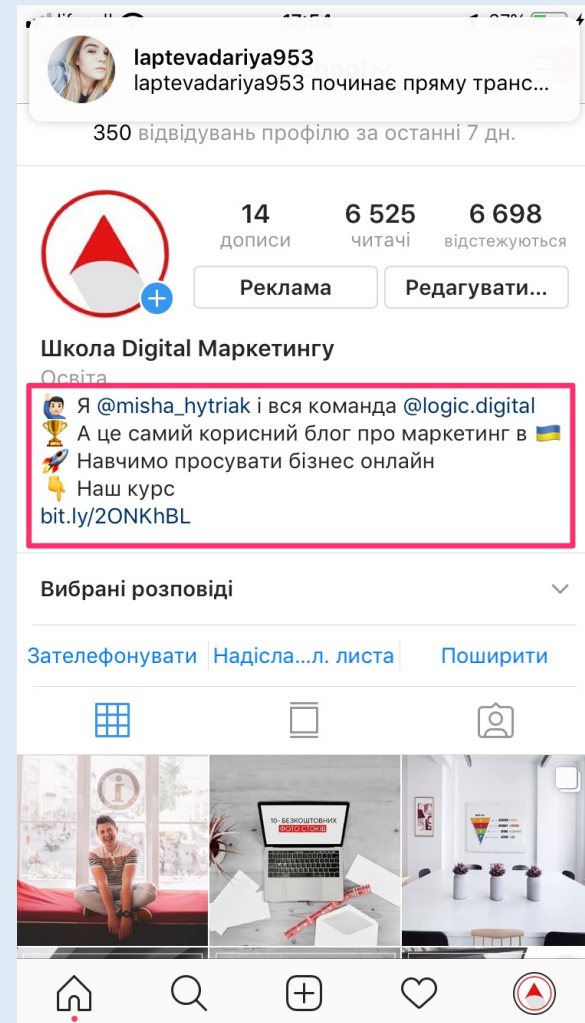 laptevadariya953
laptevadariya953 починає пряму транс...
350 відвідувань профілю за останні 7 дн.
14 6 525 6 698
дописи читачі відстежуються
Реклама Редагувати...
Школа Digital Маркетингу
Освіта
🙋🏻‍♂️ Я @misha_hytriak і вся команда @logic.digital
🏆 А це самий корисний блог про маркетинг в 🇺🇦
🚀 Навчимо просувати бізнес онлайн
👇 Наш курс
bit.ly/2ONKhBL
Вибрані розповіді
Зателефонувати Надісла...л. листа Поширити
10+ БЕЗКОШТОВНИХ
ФОТО СТОКІВ